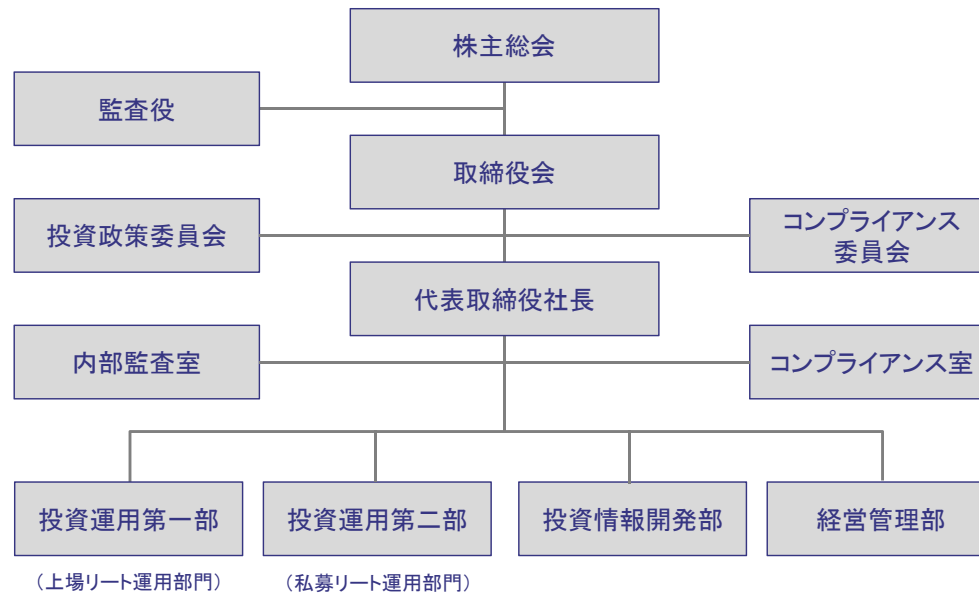 株主総会
監査役
取締役会
投資政策委員会
コンプライアンス
委員会
代表取締役社長
内部監査室
コンプライアンス室
投資運用第一部
投資運用第二部
投資情報開発部
経営管理部
（上場リート運用部門）
（私募リート運用部門）